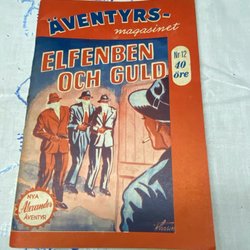 ÄVENTYRS-
magasinet
ELFENBEN
OCH GULD
Nr 12
40
öre
NYA
Alexander
ÄVENTYR